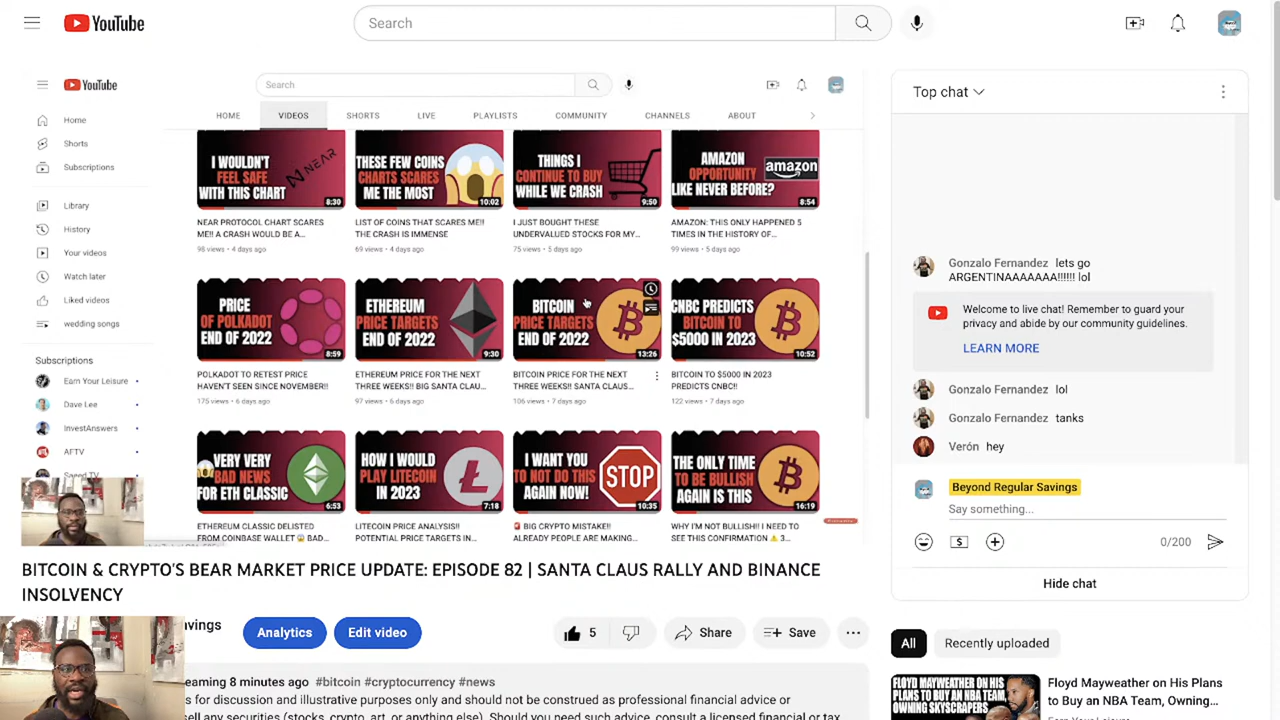 YouTube
Search
YouTube
Search
HOME VIDEOS SHORTS LIVE PLAYLISTS COMMUNITY CHANNELS ABOUT
Home
Shorts
Subscriptions
Library
History
Your videos
Watch later
Liked videos
wedding songs
Subscriptions
Earn Your Leisure
Dave Lee
InvestAnswers
AFTV
I WOULDN'T
FEEL SAFE
WITH THIS CHART
NEAR
8:30
NEAR PROTOCOL CHART SCARES
ME!! A CRASH WOULD BE A...
98 views • 4 days ago
THESE FEW COINS
CHARTS SCARES
ME THE MOST
10:02
LIST OF COINS THAT SCARES ME!!
THE CRASH IS IMMENSE
69 views • 4 days ago
THINGS I
CONTINUE TO BUY
WHILE WE CRASH
9:50
I JUST BOUGHT THESE
UNDERVALUED STOCKS FOR MY...
75 views • 5 days ago
AMAZON
OPPORTUNITY
LIKE NEVER BEFORE?
amazon
8:54
AMAZON: THIS ONLY HAPPENED 5
TIMES IN THE HISTORY OF...
99 views • 5 days ago
PRICE
OF POLKADOT
END OF 2022
8:59
POLKADOT TO RETEST PRICE
HAVEN'T SEEN SINCE NOVEMBER!!
175 views • 6 days ago
ETHEREUM
PRICE TARGETS
END OF 2022
9:30
ETHEREUM PRICE FOR THE NEXT
THREE WEEKS!! BIG SANTA CLAU...
97 views • 6 days ago
BITCOIN
PRICE TARGETS
END OF 2022
13:26
BITCOIN PRICE FOR THE NEXT
THREE WEEKS!! SANTA CLAUS...
106 views • 7 days ago
CNBC PREDICTS
BITCOIN TO
$5000 IN 2023
10:52
BITCOIN TO $5000 IN 2023
PREDICTS CNBC!!
122 views • 7 days ago
VERY VERY
BAD NEWS
FOR ETH CLASSIC
6:53
ETHEREUM CLASSIC DELISTED
FROM COINBASE WALLET 😱 BAD...
HOW I WOULD
PLAY LITECOIN
IN 2023
7:18
LITECOIN PRICE ANALYSIS!!
POTENTIAL PRICE TARGETS IN...
I WANT YOU
TO NOT DO THIS
AGAIN NOW!
STOP
10:35
🚨 BIG CRYPTO MISTAKE!!
ALREADY PEOPLE ARE MAKING...
THE ONLY TIME
TO BE BULLISH
AGAIN IS THIS
16:19
WHY I'M NOT BULLISH!! I NEED TO
SEE THIS CONFIRMATION ⚠️ 3...
BITCOIN & CRYPTO'S BEAR MARKET PRICE UPDATE: EPISODE 82 | SANTA CLAUS RALLY AND BINANCE
INSOLVENCY
avings
Analytics
Edit video
5
Share
Save
eaming 8 minutes ago #bitcoin #cryptocurrency #news
s for discussion and illustrative purposes only and should not be construed as professional financial advice or
sell any securities (stocks, crypto, art, or anything else). Should you need such advice, consult a licensed financial or tax
Top chat
Gonzalo Fernandez lets go
ARGENTINAAAAAAA!!!!!! lol
Welcome to live chat! Remember to guard your
privacy and abide by our community guidelines.
LEARN MORE
Gonzalo Fernandez lol
Gonzalo Fernandez tanks
Verón hey
Beyond Regular Savings
Say something...
0/200
Hide chat
All
Recently uploaded
FLOYD MAYWEATHER ON HIS
PLANS TO BUY AN NBA
TEAM, OWNING
SKYSCRAPERS
Floyd Mayweather on His Plans
to Buy an NBA Team, Owning...